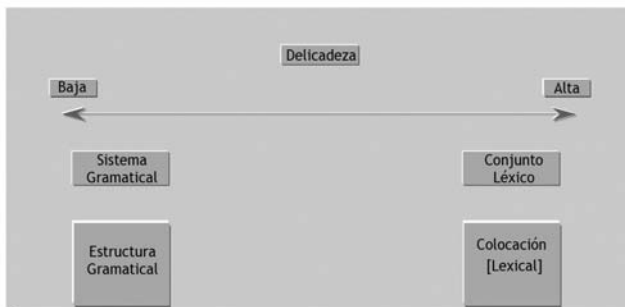 Delicadeza
Baja
Alta
Sistema
Gramatical
Conjunto
Léxico
Estructura
Gramatical
Colocación
[Lexical]